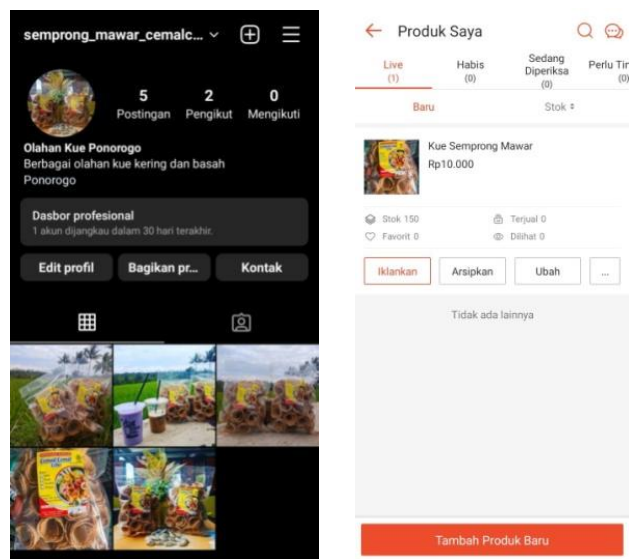 semprong_mawar_cemalc...
5 2 0
Postingan Pengikut Mengikuti
Olahan Kue Ponorogo
Berbagai olahan kue kering dan basah
Ponorogo
Dasbor profesional
1 akun dijangkau dalam 30 hari terakhir.
Edit profil Bagikan pr... Kontak
Produk Saya
Live Habis Sedang Diperiksa Perlu Tin
(1) (0) (0) (0)
Baru Stok
Kue Semprong Mawar
Rp10.000
Stok 150 Terjual 0
Favorit 0 Dilihat 0
Iklankan Arsipkan Ubah ...
Tidak ada lainnya
Tambah Produk Baru